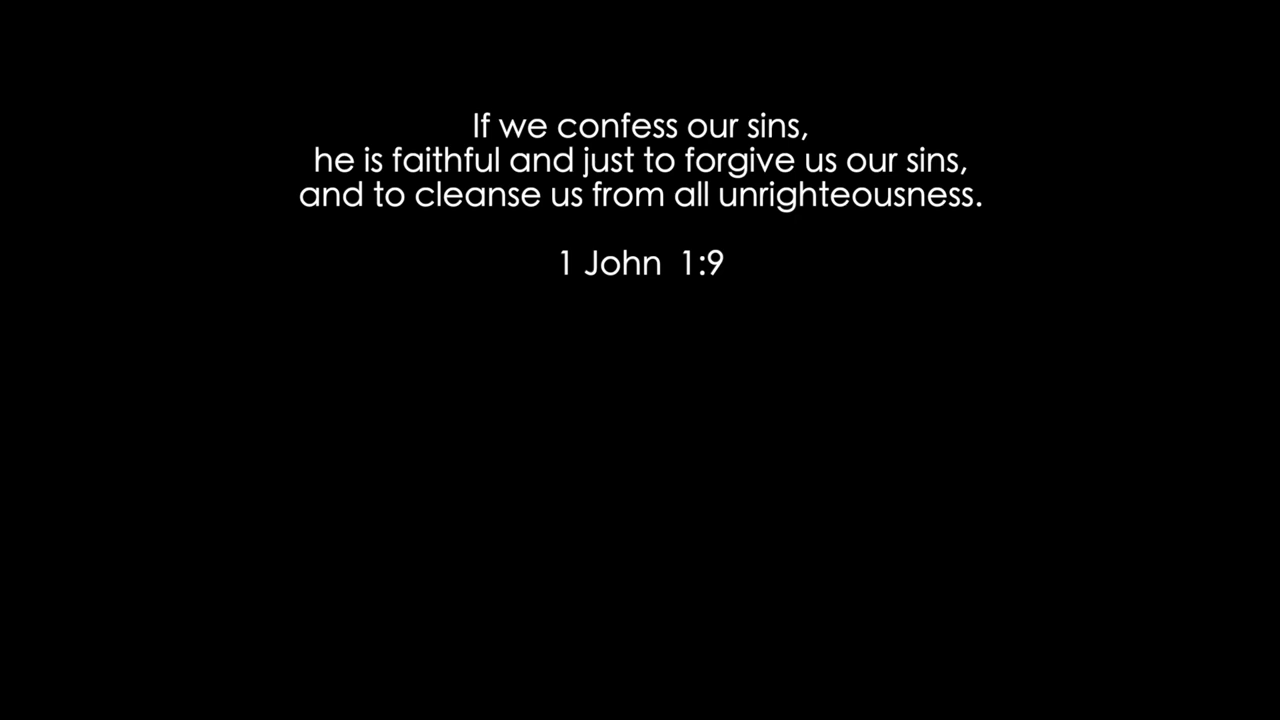 If we confess our sins,
he is faithful and just to forgive us our sins,
and to cleanse us from all unrighteousness.
1 John  1:9